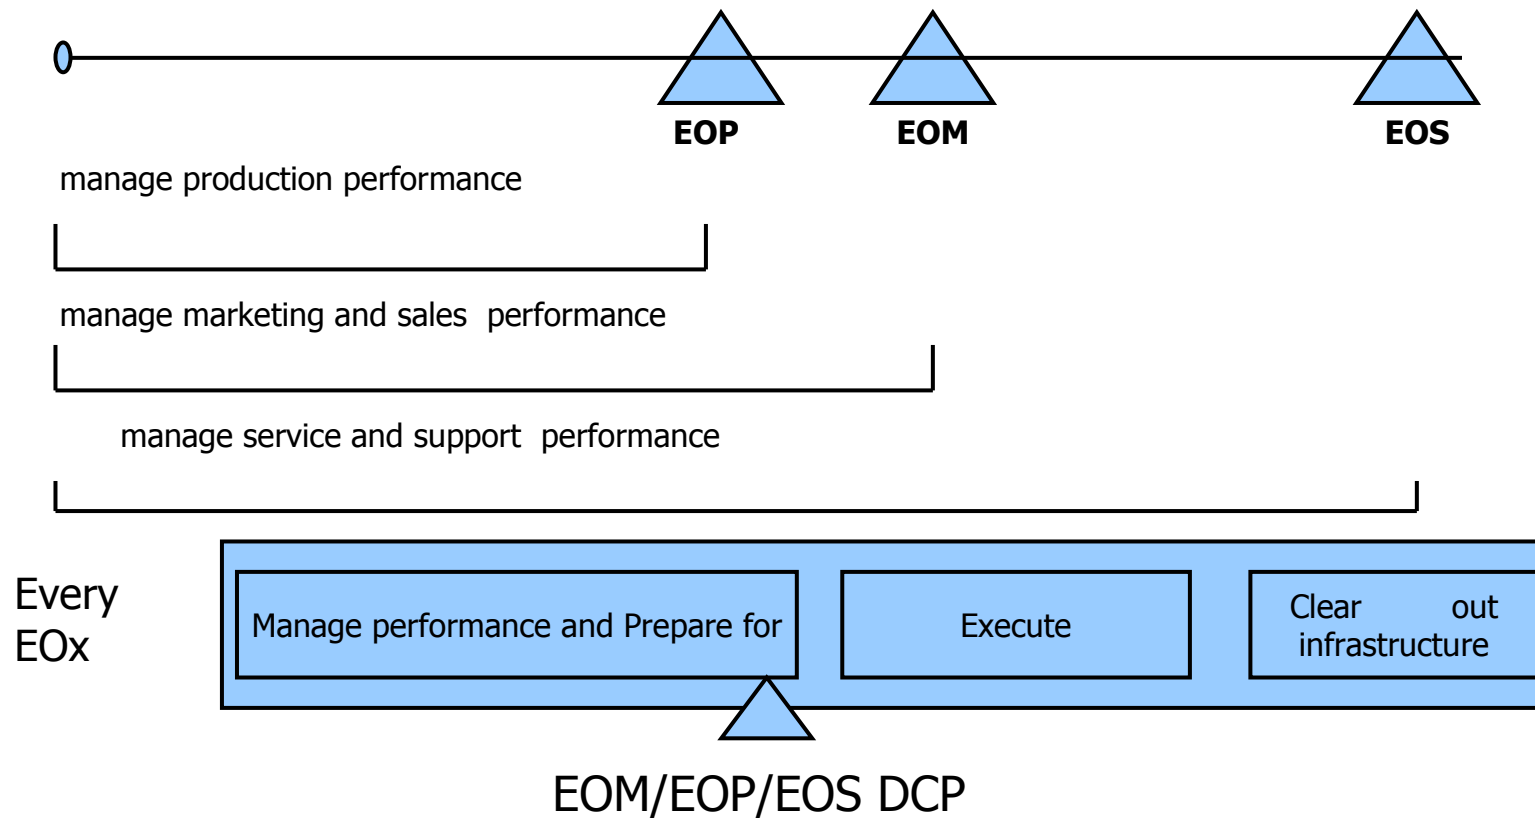 EOP EOM EOS
manage production performance
manage marketing and sales  performance
manage service and support  performance
Every
EOx
Manage performance and Prepare for
Execute
Clear out
infrastructure
EOM/EOP/EOS DCP